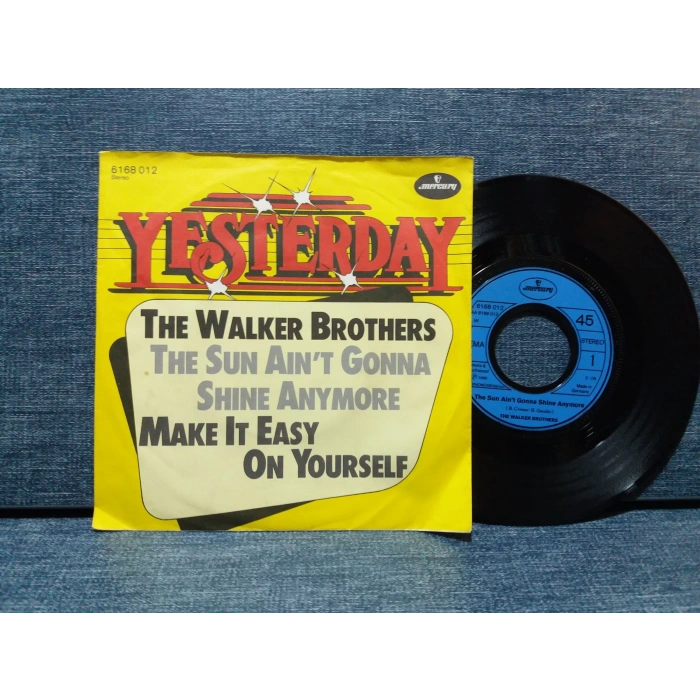 6168 012
Stereo
mercury
YESTERDAY
THE WALKER BROTHERS
THE SUN AIN'T GONNA
SHINE ANYMORE
MAKE IT EASY
ON YOURSELF
mercury
6168 012
45
STEREO
1
Made in
Germany
The Sun Ain't Gonna Shine Anymore
THE WALKER BROTHERS